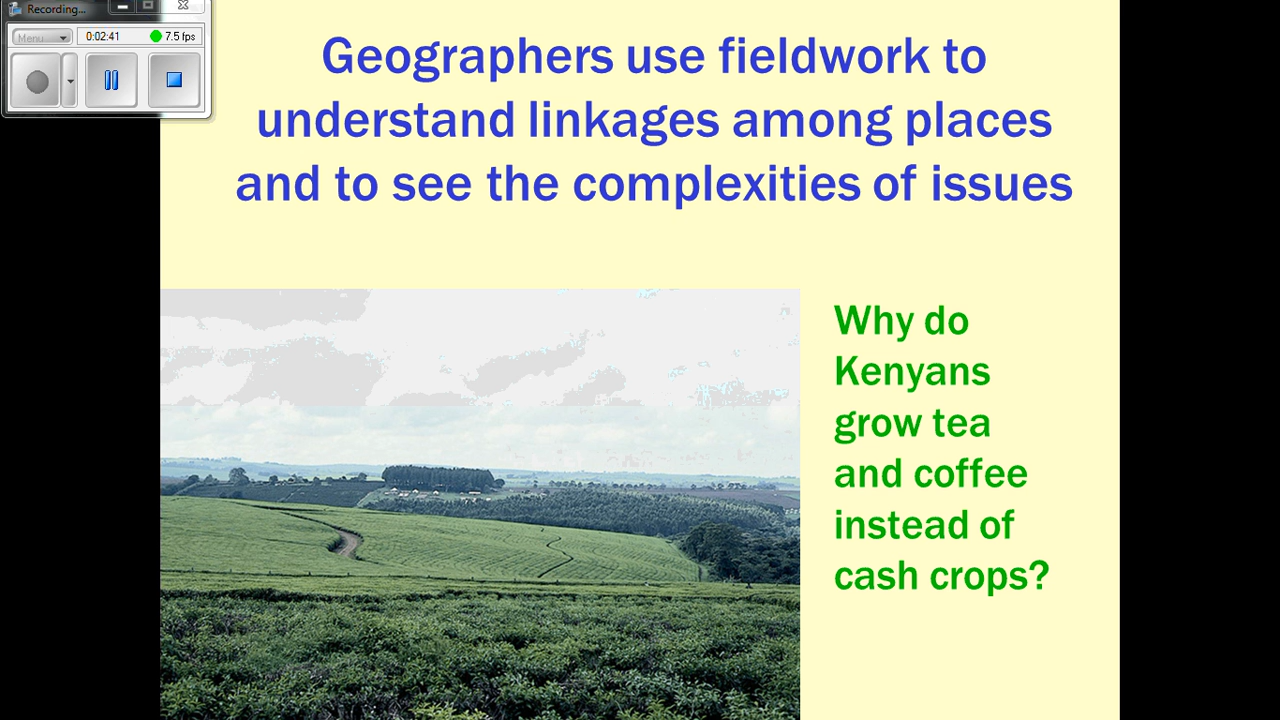 Recording...
Menu
0:02:41
7.5 fps
Geographers use fieldwork to
understand linkages among places
and to see the complexities of issues
Why do
Kenyans
grow tea
and coffee
instead of
cash crops?